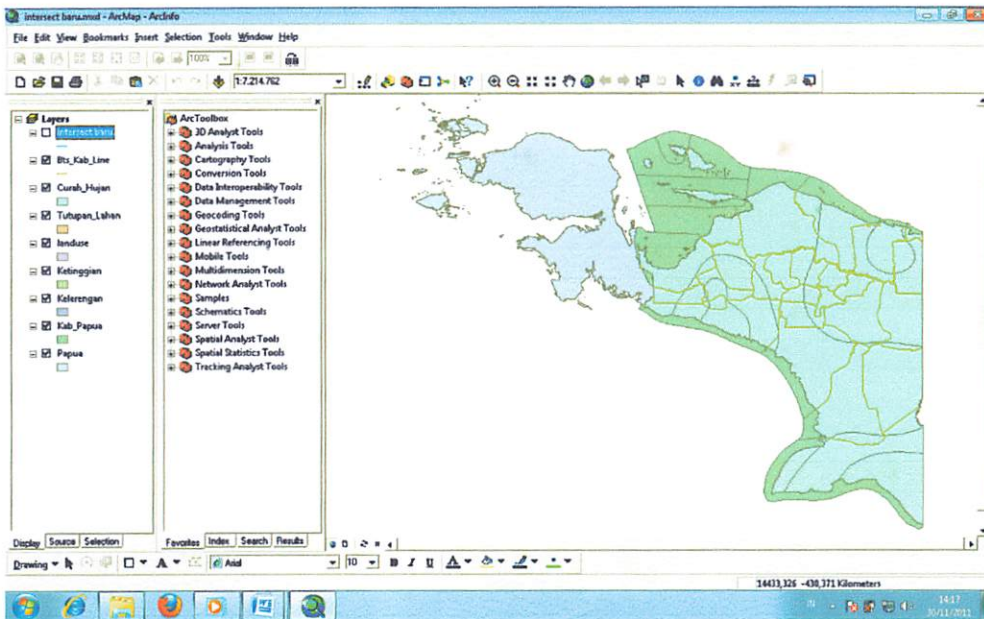 intersect baru.mxd - ArcMap - ArcInfo
File Edit View Bookmarks Insert Selection Tools Window Help
100%
1:7.214.762
Layers
intersect baru
Bts_Kab_Line
Curah_Hujan
Tutupan_Lahan
landuse
Ketinggian
Kelerengan
Kab_Papua
Papua
Display Source Selection
ArcToolbox
3D Analyst Tools
Analysis Tools
Cartography Tools
Conversion Tools
Data Interoperability Tools
Data Management Tools
Geocoding Tools
Geostatistical Analyst Tools
Linear Referencing Tools
Mobile Tools
Multidimension Tools
Network Analyst Tools
Samples
Schematics Tools
Server Tools
Spatial Analyst Tools
Spatial Statistics Tools
Tracking Analyst Tools
Favorites Index Search Results
Drawing A Arial 10 B I U A
14433,326 -430,371 Kilometers
IN
14:17
30/11/2011